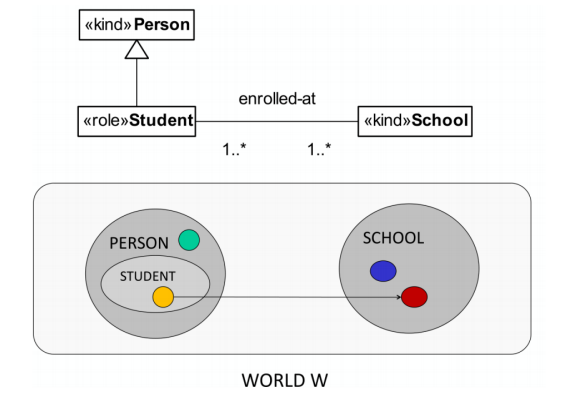 «kind»Person
enrolled-at
«role»Student
«kind»School
1..*
1..*
PERSON
SCHOOL
STUDENT
WORLD W